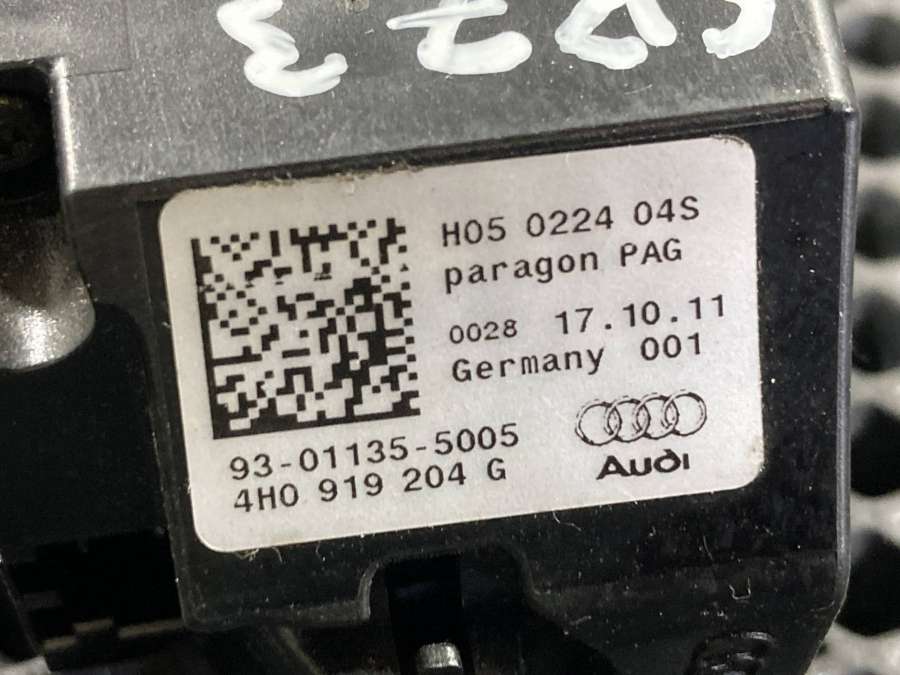 H05 0224 04S
paragon PAG
0028 17.10.11
Germany 001
93-01135-5005
4H0 919 204 G
Audi